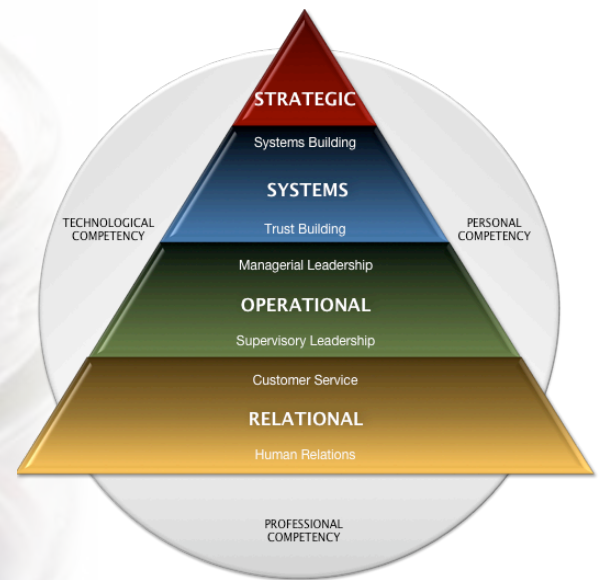 STRATEGIC
Systems Building
SYSTEMS
TECHNOLOGICAL
COMPETENCY
PERSONAL
COMPETENCY
Trust Building
Managerial Leadership
OPERATIONAL
Supervisory Leadership
Customer Service
RELATIONAL
Human Relations
PROFESSIONAL
COMPETENCY